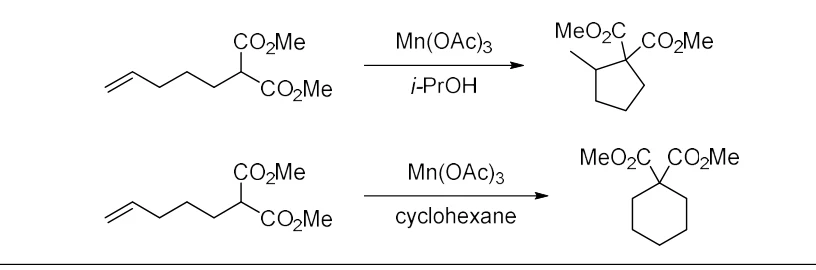 CO₂Me
CO₂Me
Mn(OAc)₃
i-PrOH
MeO₂C
CO₂Me
CO₂Me
CO₂Me
Mn(OAc)₃
cyclohexane
MeO₂C CO₂Me